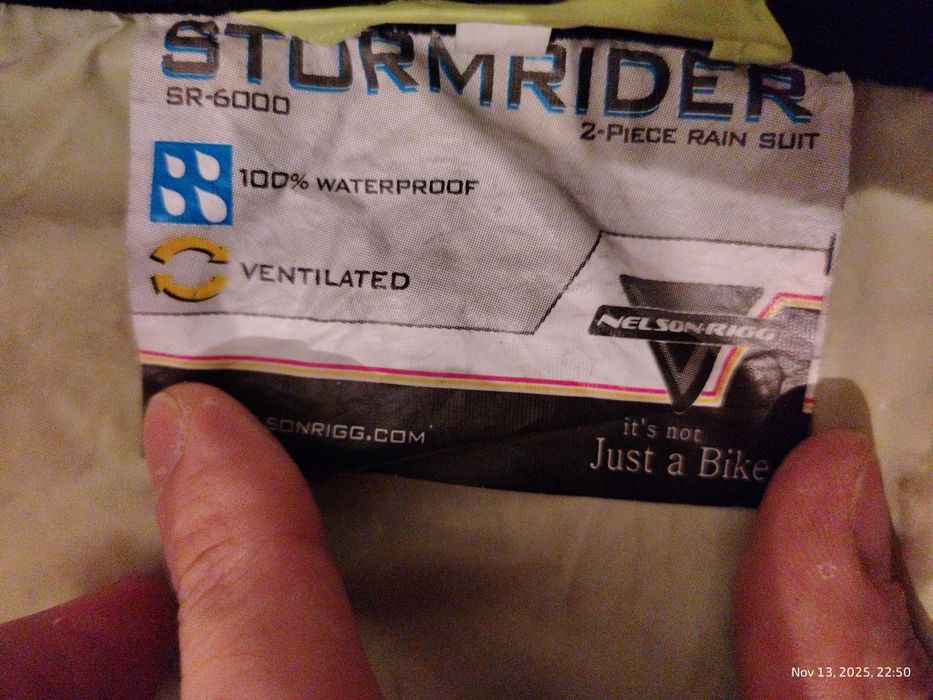 STORMRIDER
SR-6000
2-PIECE RAIN SUIT
100% WATERPROOF
VENTILATED
NELSON-RIGG
SONRIGG.COM
it's not
Just a Bike
Nov 13, 2025, 22:50